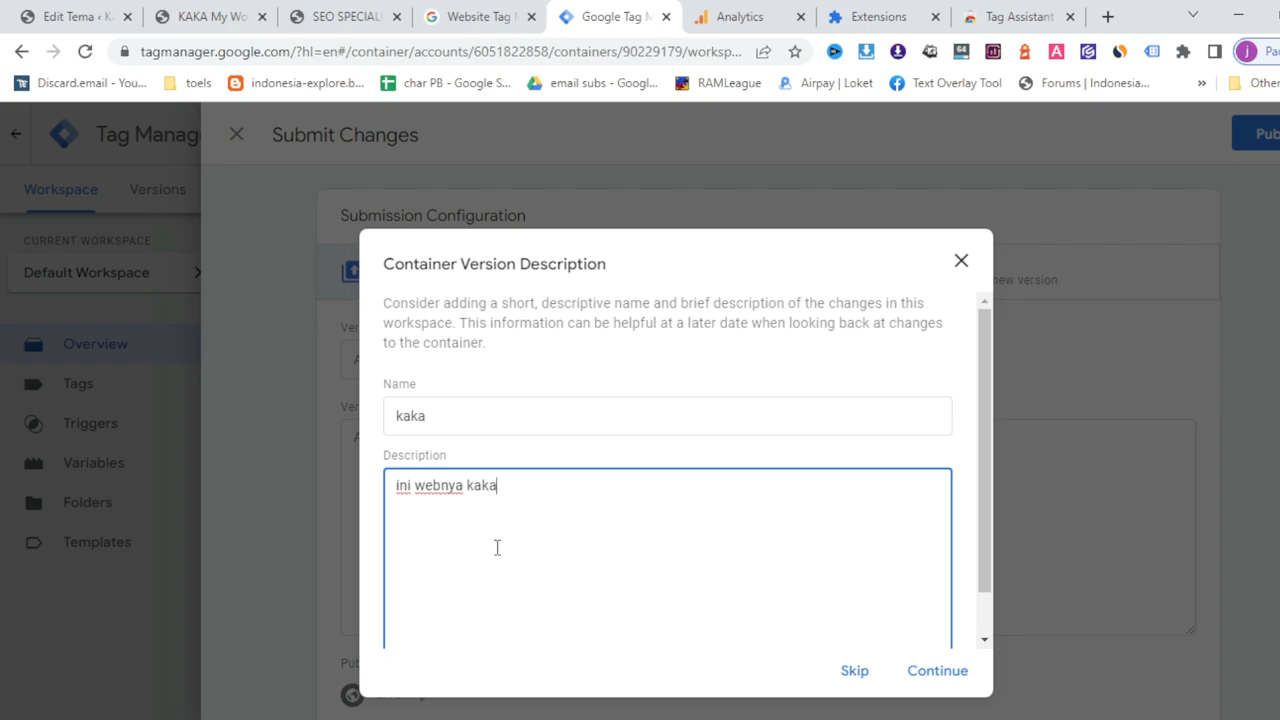 Edit Tema ‹ K
KAKA My Wo
SEO SPECIAL
Website Tag
Google Tag M
Analytics
Extensions
Tag Assistant
tagmanager.google.com/?hl=en#/container/accounts/6051822858/containers/90229179/worksp...
Discard.email - You...
toels
indonesia-explore.b...
char PB - Google S...
email subs - Googl...
RAMLeague
Airpay | Loket
Text Overlay Tool
Forums | Indonesia...
»
Other
Tag Manag
Submit Changes
Pub
Workspace
Versions
Submission Configuration
CURRENT WORKSPACE
Default Workspace
new version
Container Version Description
Consider adding a short, descriptive name and brief description of the changes in this
workspace. This information can be helpful at a later date when looking back at changes
to the container.
Name
kaka
Description
ini webnya kaka
Overview
Tags
Triggers
Variables
Folders
Templates
Ver
Ver
Pu
Skip
Continue